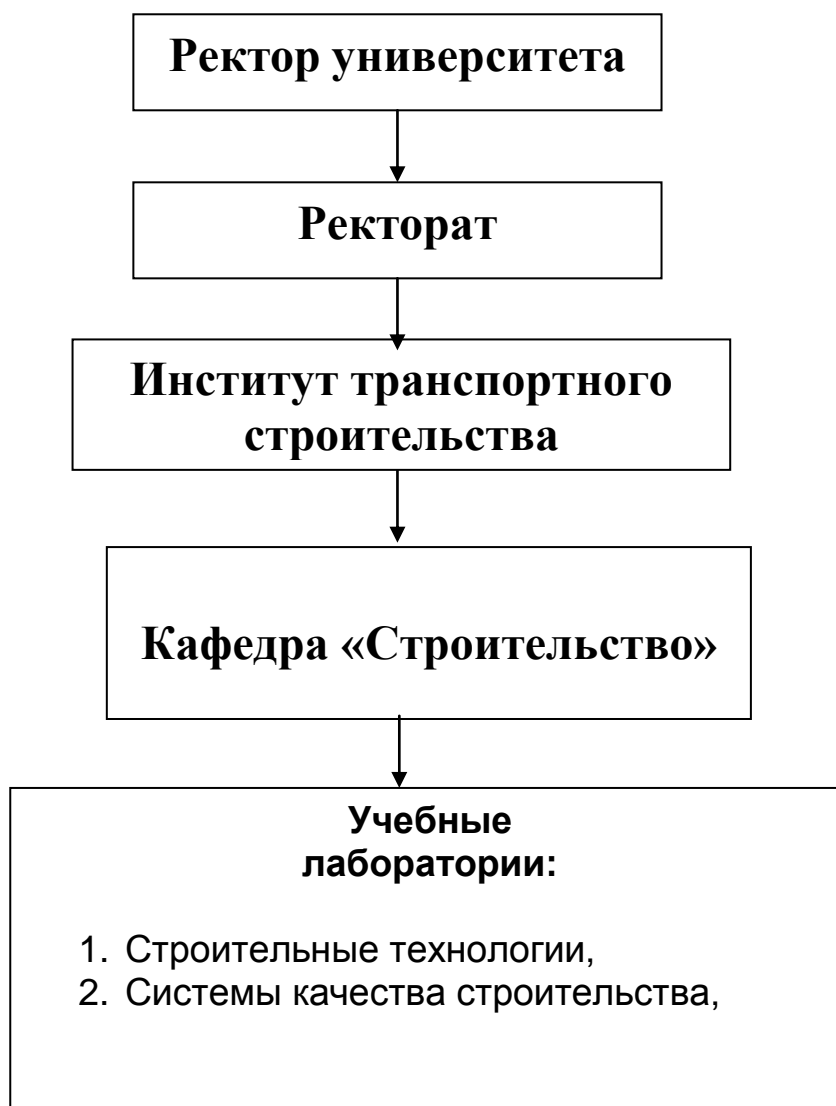 Ректор университета
Ректорат
Институт транспортного
строительства
Кафедра «Строительство»
Учебные
лаборатории:
1. Строительные технологии,
2. Системы качества строительства,